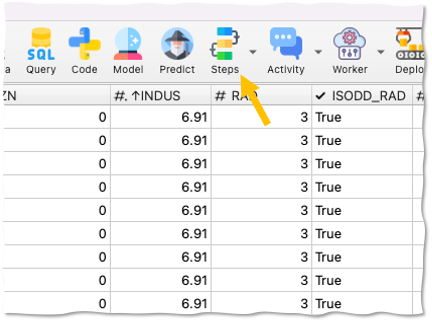 SQL
a Query Code Model Predict Steps Activity Worker Deplo
ZN #. ↑INDUS # RAD ✓ ISODD_RAD #
0 6.91 3 True
0 6.91 3 True
0 6.91 3 True
0 6.91 3 True
0 6.91 3 True
0 6.91 3 True
0 6.91 3 True
0 6.91 3 True
0 6.91 3 True